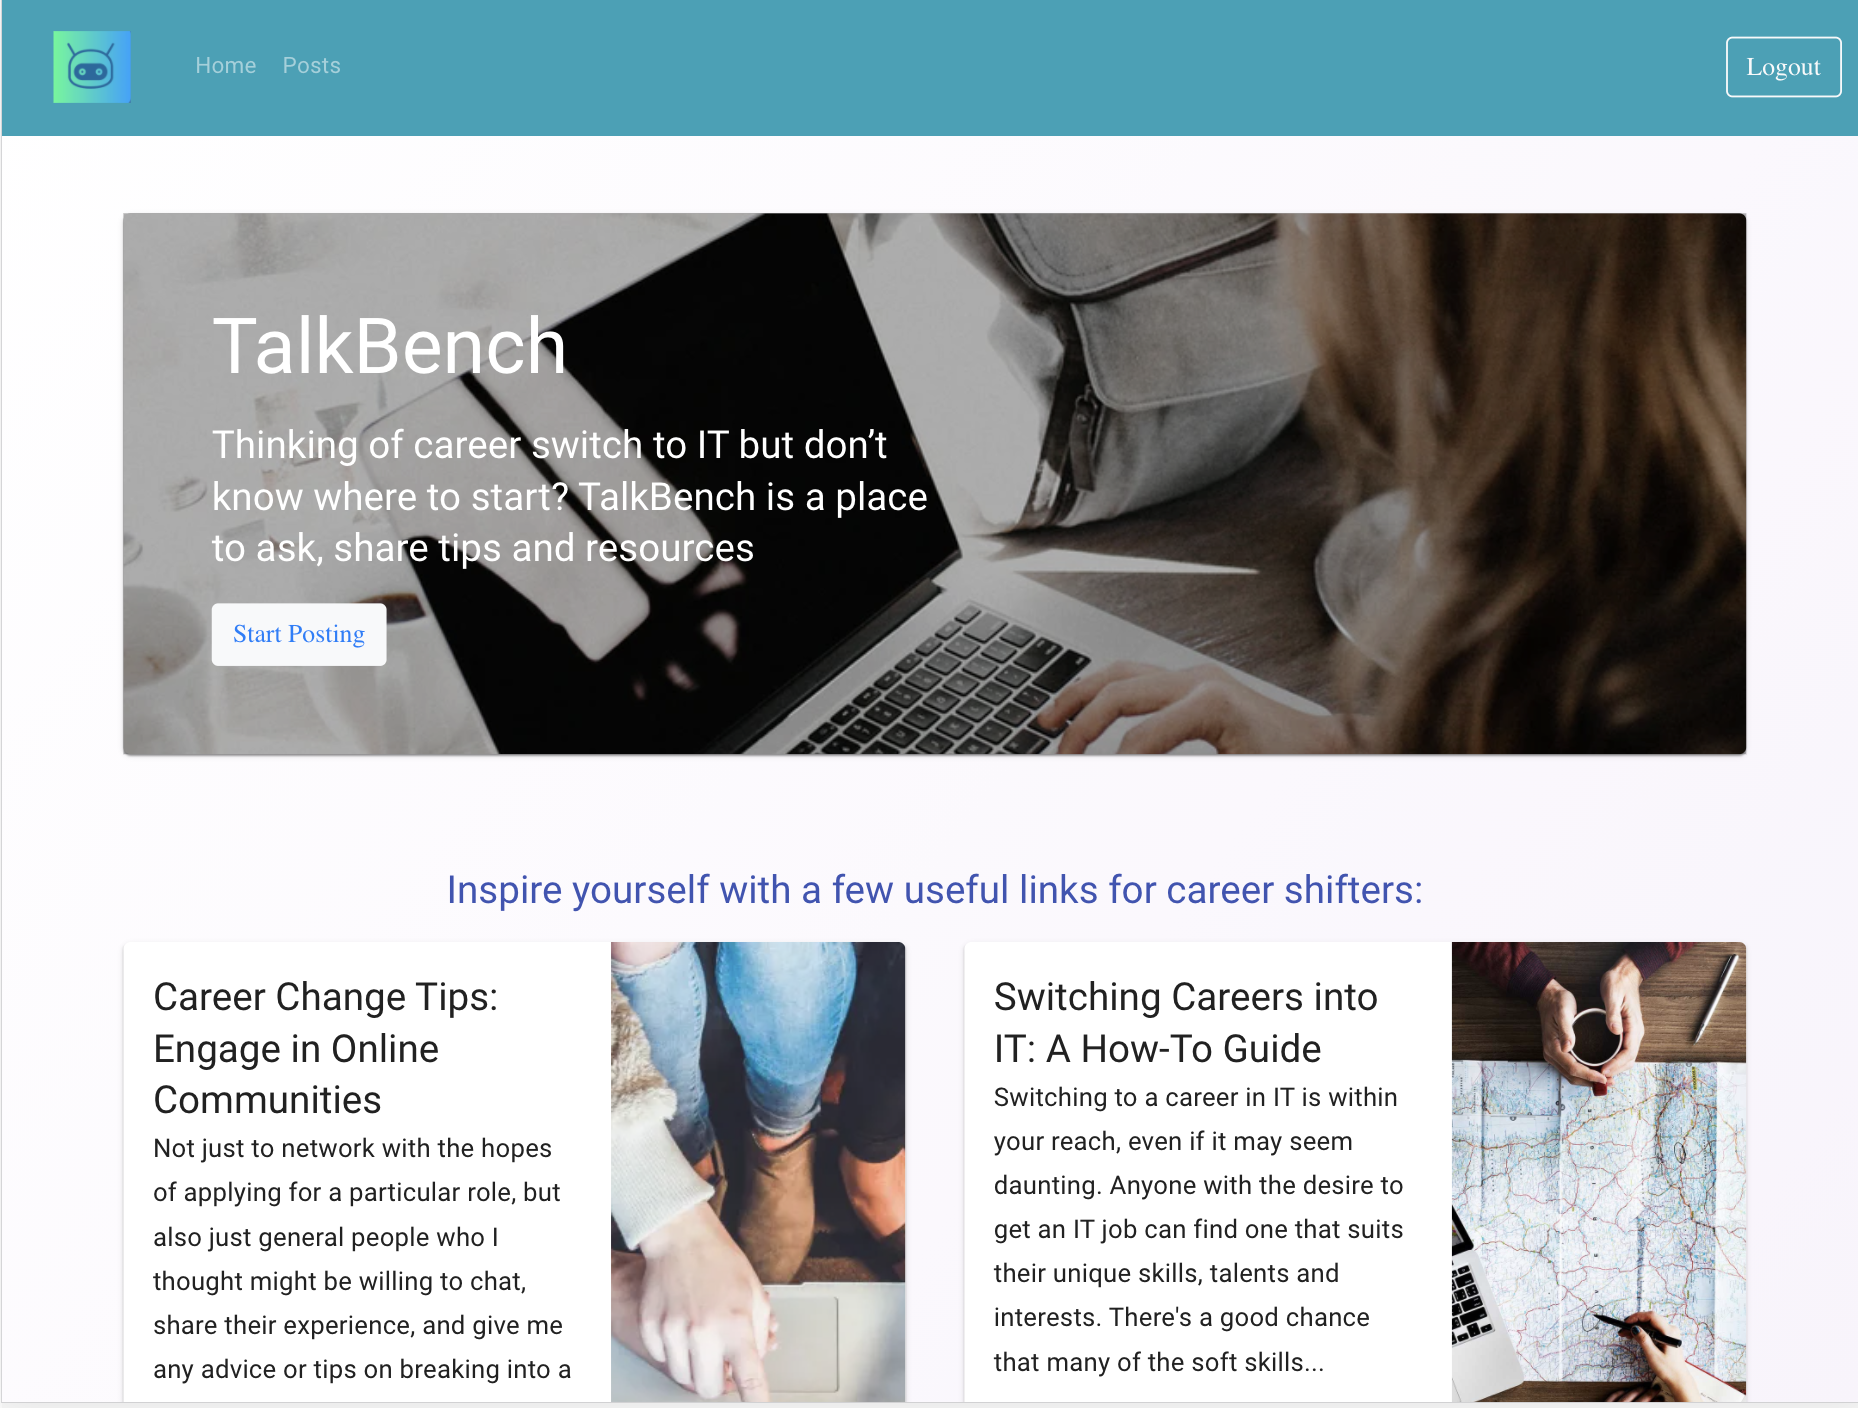 Home Posts
Logout
TalkBench
Thinking of career switch to IT but don’t
know where to start? TalkBench is a place
to ask, share tips and resources
Start Posting
Inspire yourself with a few useful links for career shifters:
Career Change Tips:
Engage in Online
Communities
Not just to network with the hopes
of applying for a particular role, but
also just general people who I
thought might be willing to chat,
share their experience, and give me
any advice or tips on breaking into a
Switching Careers into
IT: A How-To Guide
Switching to a career in IT is within
your reach, even if it may seem
daunting. Anyone with the desire to
get an IT job can find one that suits
their unique skills, talents and
interests. There's a good chance
that many of the soft skills...